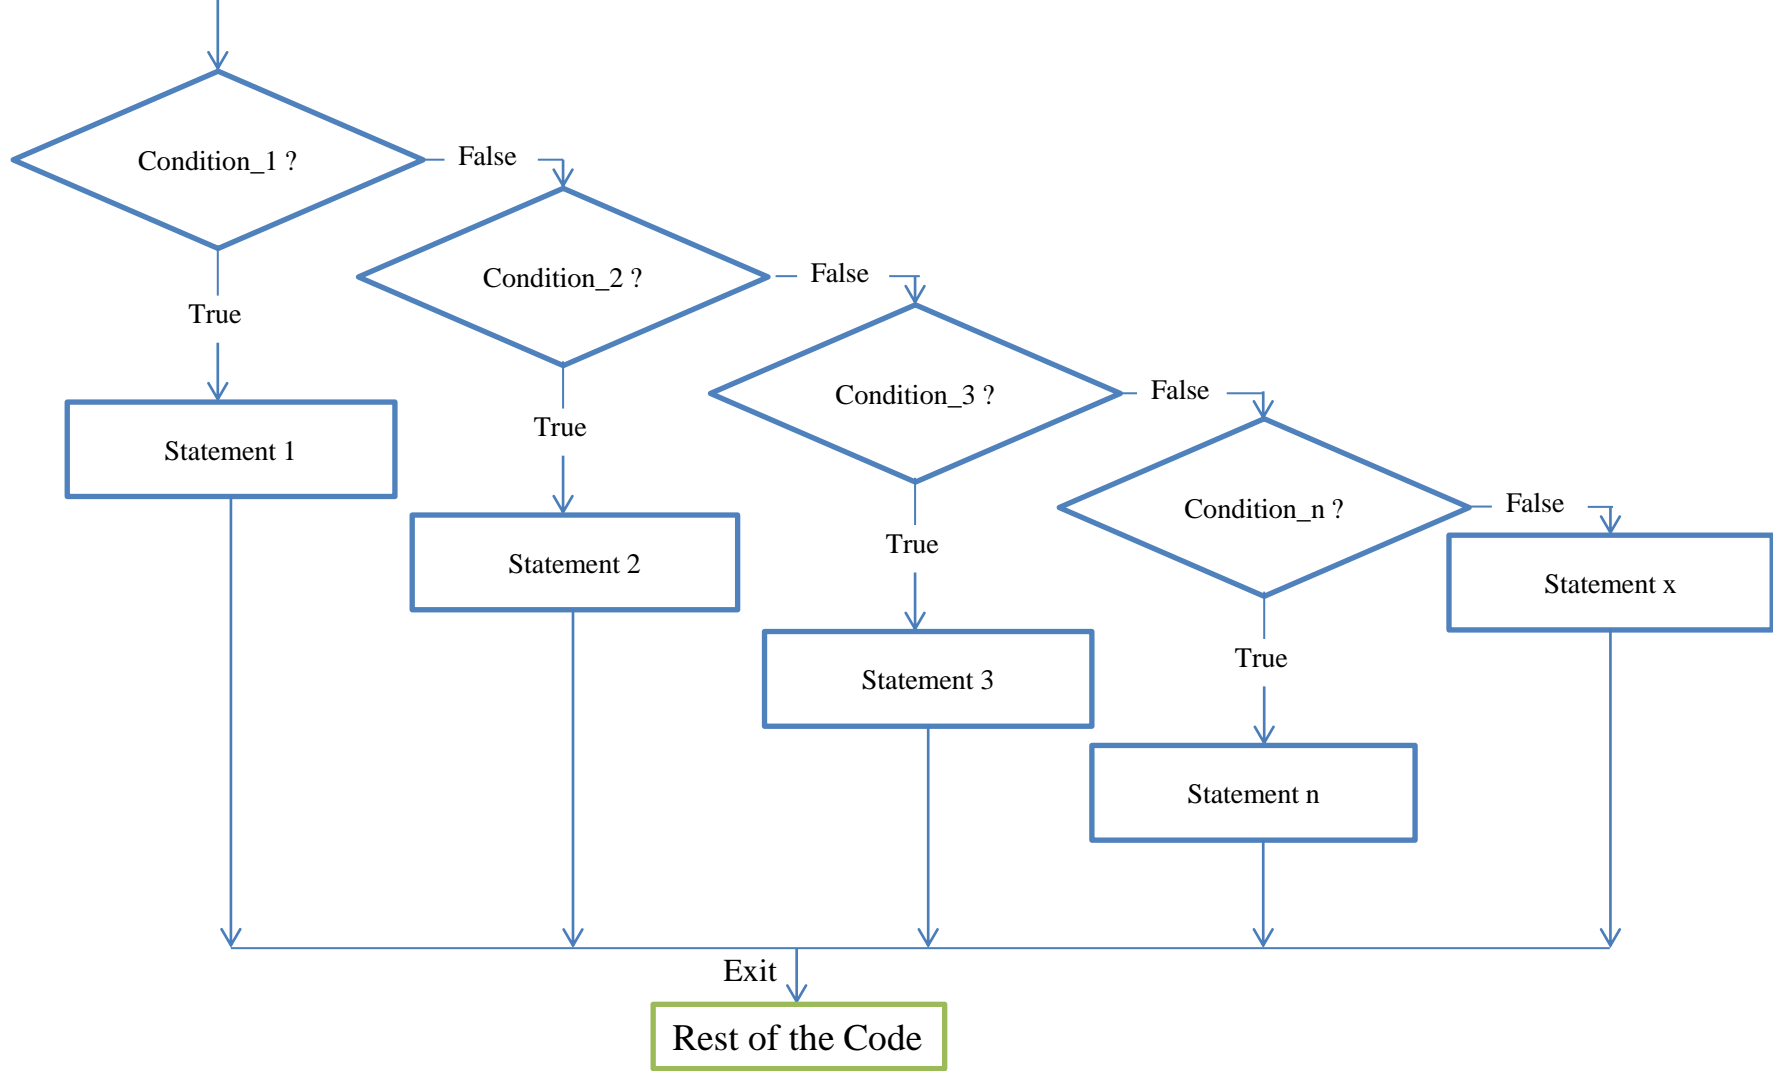 Condition_1 ?
False
Condition_2 ?
False
True
Condition_3 ?
False
True
Statement 1
Condition_n ?
False
True
Statement 2
Statement x
True
Statement 3
Statement n
Exit
Rest of the Code
True